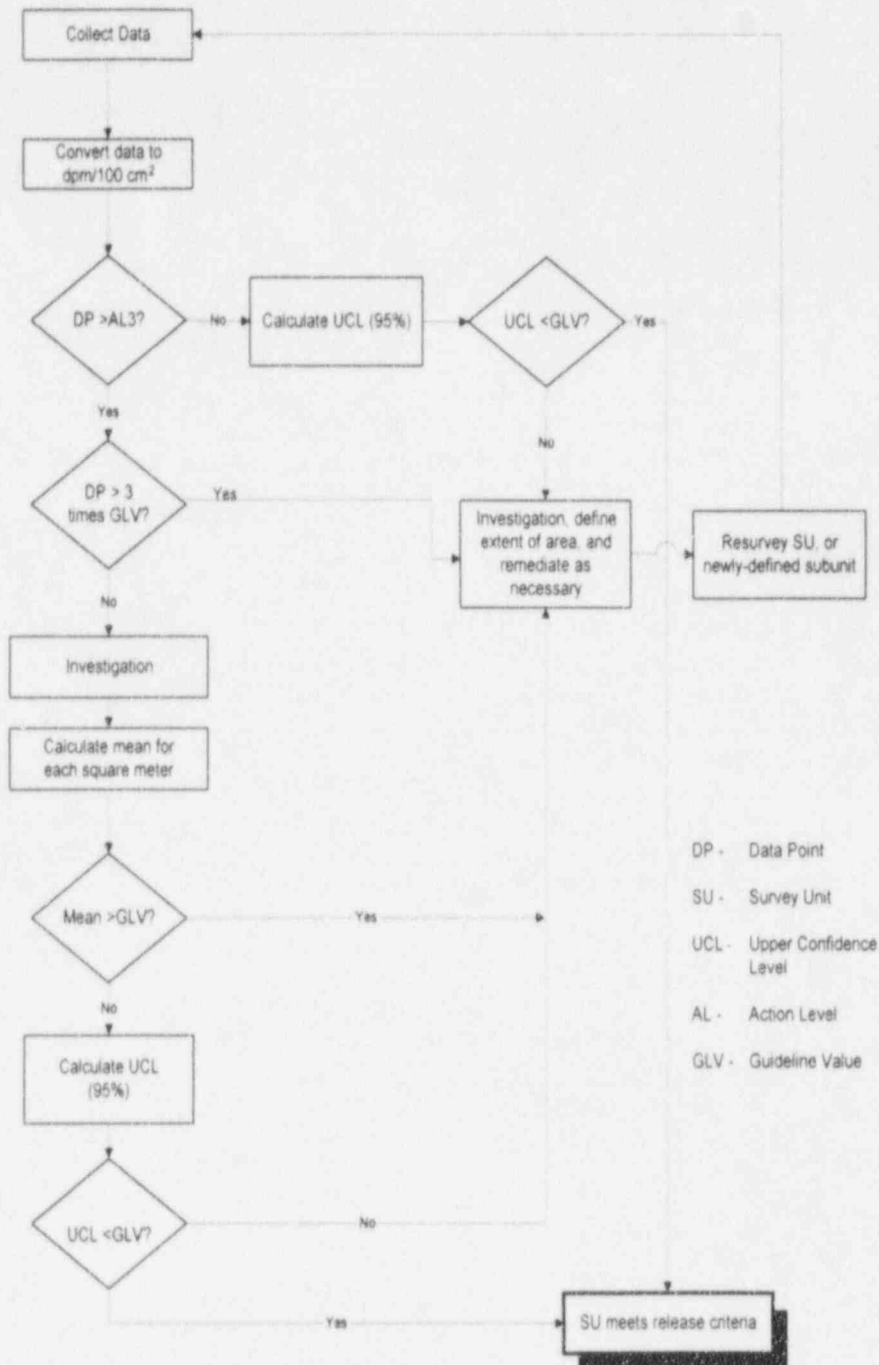 Collect Data
Convert data to
dpm/100 cm²
DP >AL3?
No
Calculate UCL (95%)
UCL <GLV?
Yes
Yes
No
DP > 3
times GLV?
Yes
Investigation, define
extent of area, and
remediate as
necessary
Resurvey SU, or
newly-defined subunit
No
Investigation
Calculate mean for
each square meter
Mean >GLV?
Yes
No
Calculate UCL
(95%)
UCL <GLV?
No
Yes
SU meets release criteria
DP - Data Point
SU - Survey Unit
UCL - Upper Confidence
Level
AL - Action Level
GLV - Guideline Value